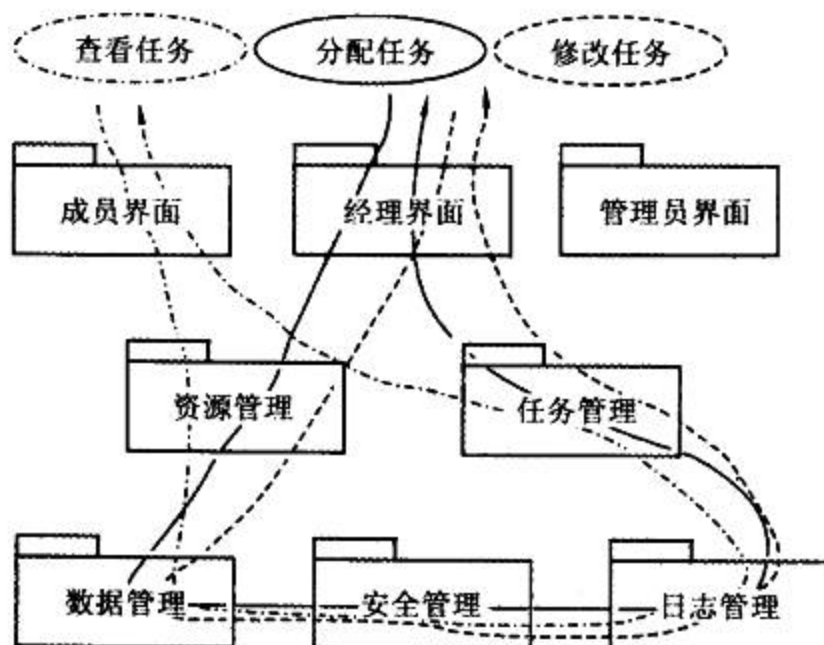 查看任务
分配任务
修改任务
成员界面
经理界面
管理员界面
资源管理
任务管理
数据管理
安全管理
日志管理